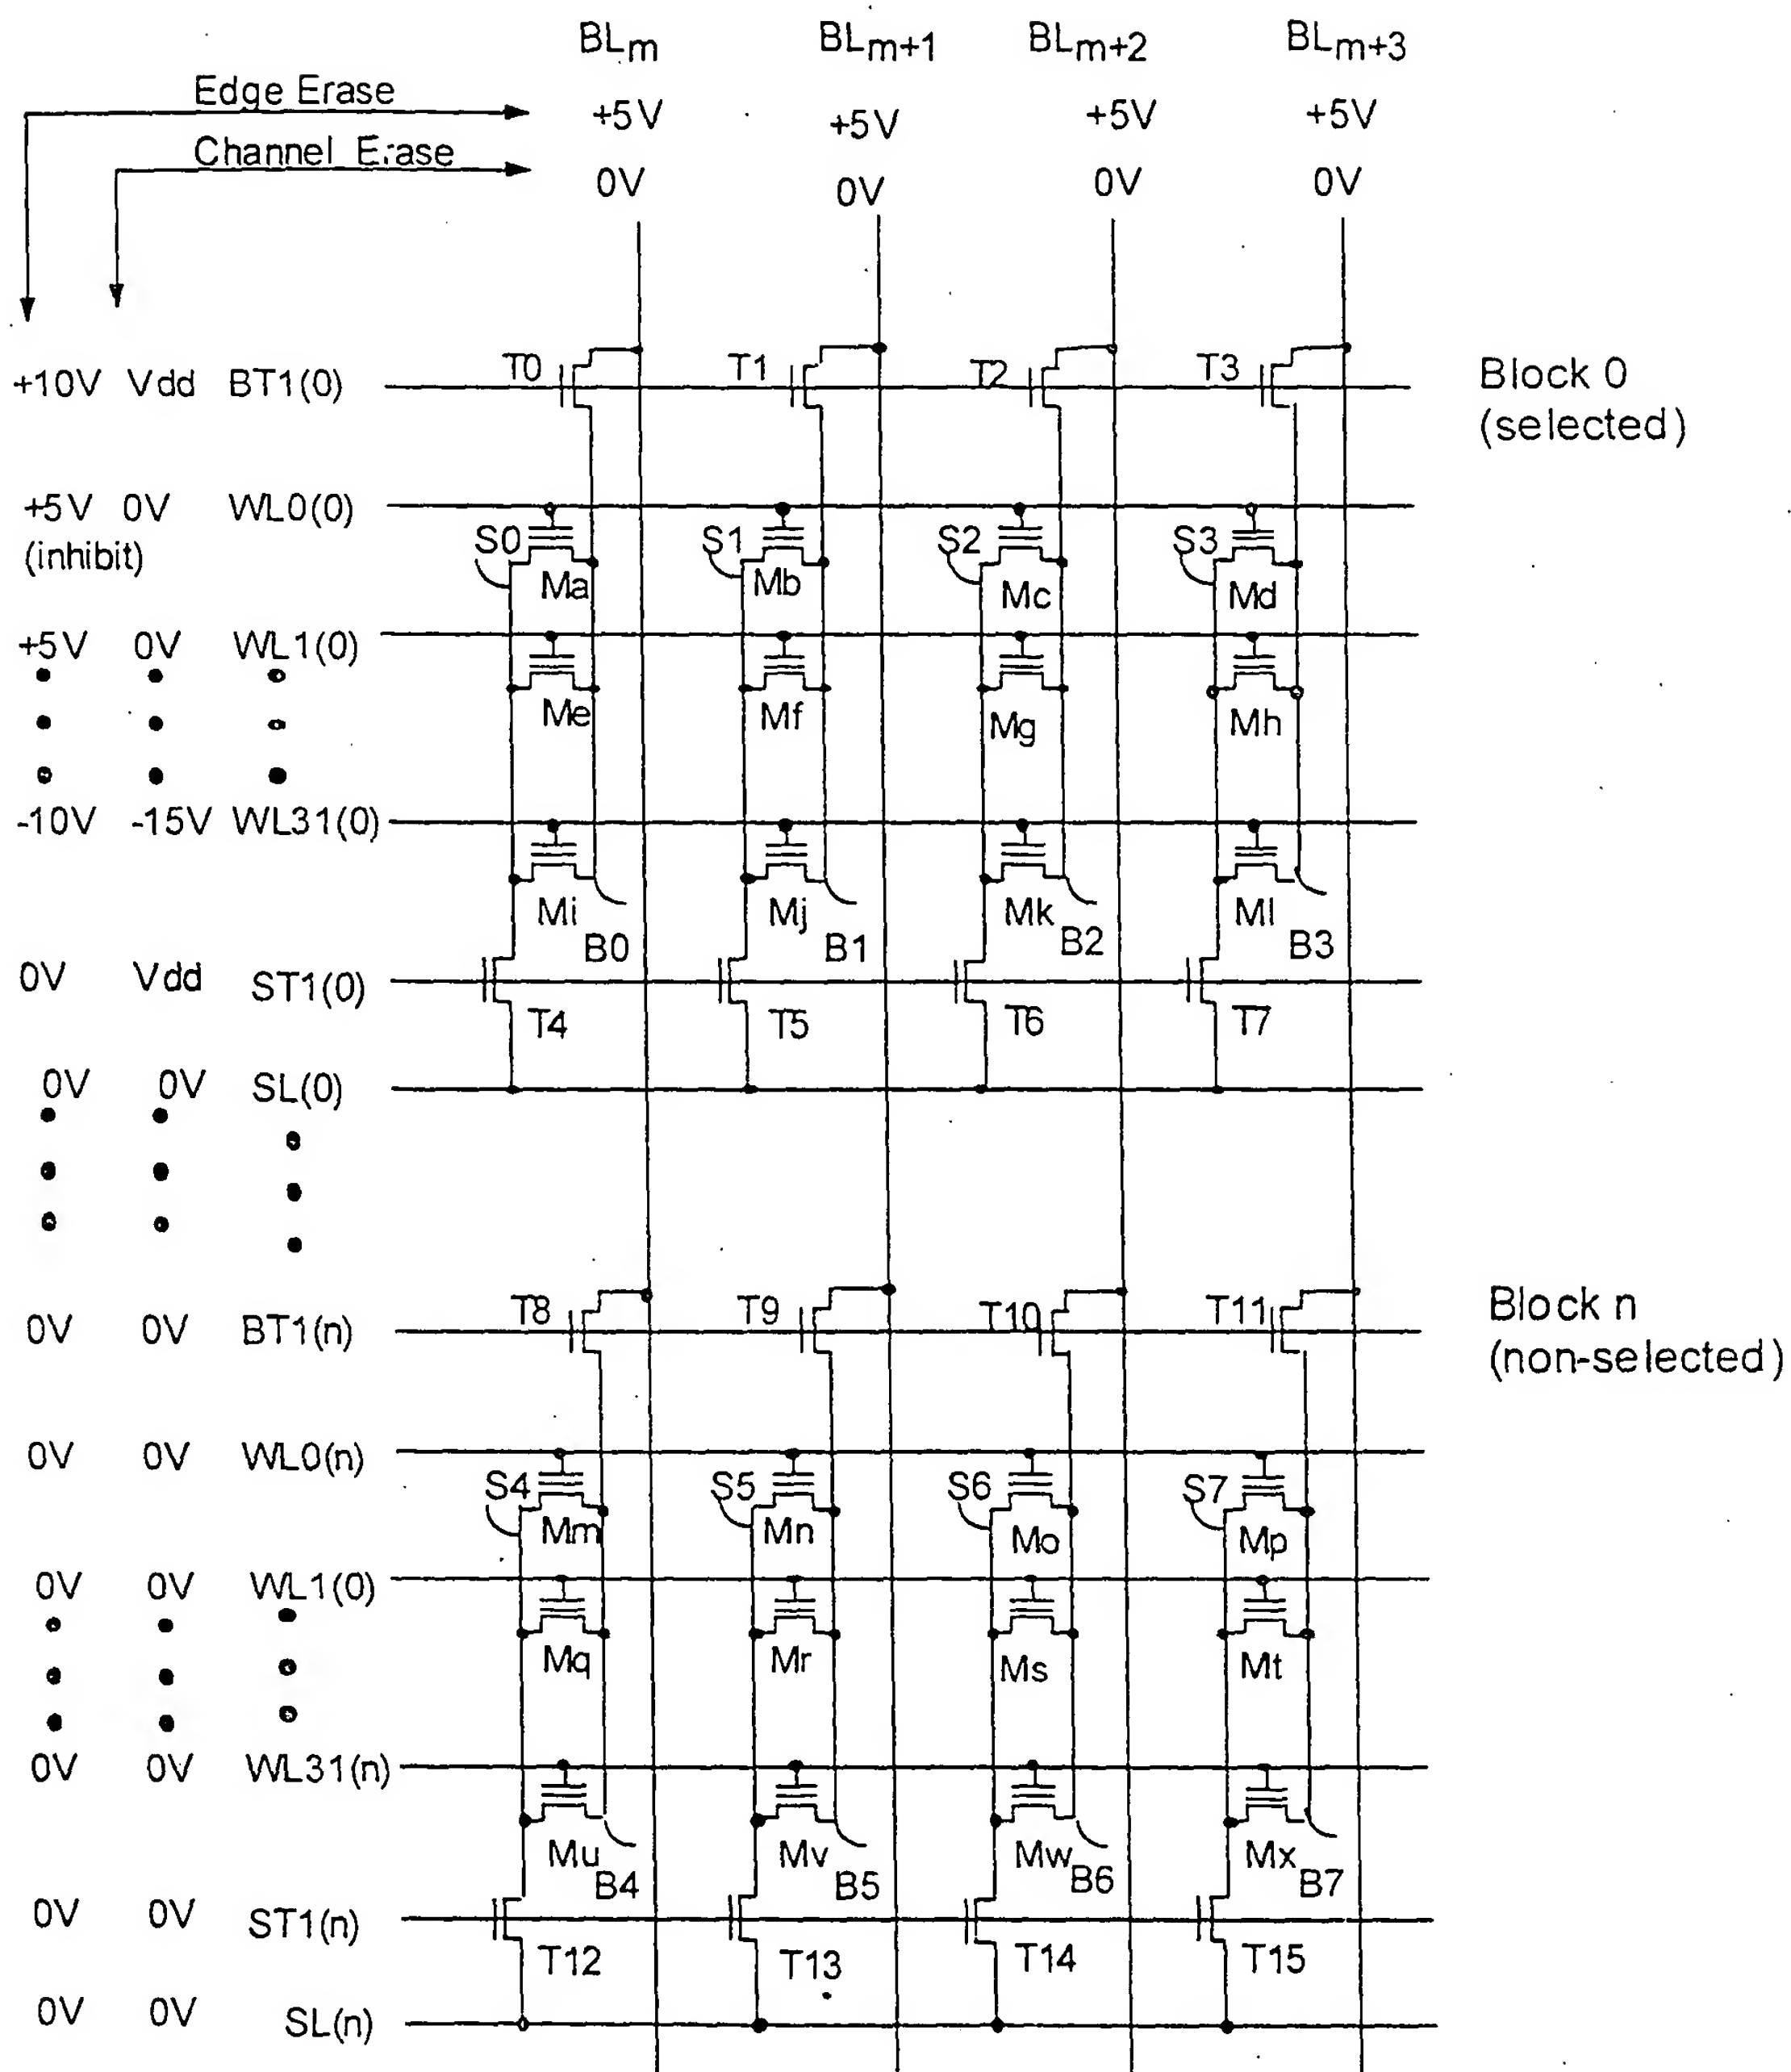 BLm BLm+1 BLm+2 BLm+3
Edge Erase +5V +5V +5V +5V
Channel Erase 0V 0V 0V 0V
+10V Vdd BT1(0) T0 T1 T2 T3 Block 0
(selected)
+5V 0V WL0(0)
(inhibit) S0 S1 S2 S3
Ma Mb Mc Md
+5V 0V WL1(0)
Me Mf Mg Mh
-10V -15V WL31(0)
Mi Mj Mk Ml
B0 B1 B2 B3
0V Vdd ST1(0)
T4 T5 T6 T7
0V 0V SL(0)
T8 T9 T10 T11 Block n
0V 0V BT1(n) (non-selected)
0V 0V WL0(n)
S4 S5 S6 S7
Mm Mn Mo Mp
0V 0V WL1(0)
Mq Mr Ms Mt
0V 0V WL31(n)
Mu Mv Mw Mx
B4 B5 B6 B7
0V 0V ST1(n)
T12 T13 T14 T15
0V 0V SL(n)